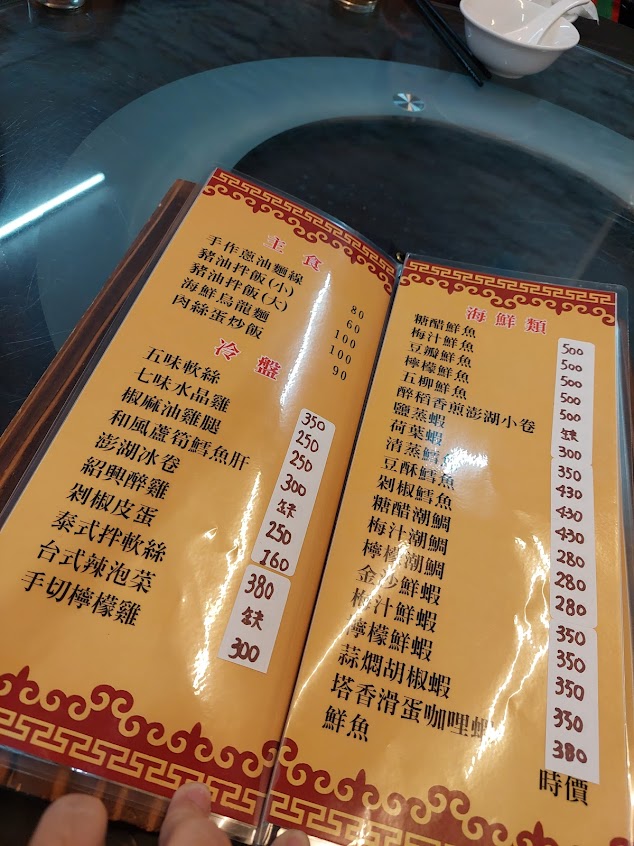 主食
手作蔥油麵線 80
豬油拌飯(小) 60
豬油拌飯(大) 100
海鮮烏龍麵 100
肉絲蛋炒飯 90
冷盤
五味軟絲 350
七味水晶雞 250
椒麻油雞腿 250
和風蘆筍鱈魚肝 300
澎湖冰卷 缺
紹興醉雞 250
剁椒皮蛋 160
泰式拌軟絲 380
台式辣泡菜 缺
手切檸檬雞 300
海鮮類
糖醋鮮魚 500
梅汁鮮魚 500
豆瓣鮮魚 500
檸檬鮮魚 500
五柳鮮魚 500
醉稻香煎澎湖小卷 缺
鹽蒸蝦 300
荷葉蝦 350
清蒸鱈魚 430
豆酥鱈魚 430
剁椒鱈魚 430
糖醋潮鯛 280
梅汁潮鯛 280
檸檬潮鯛 280
金沙鮮蝦 350
梅汁鮮蝦 350
檸檬鮮蝦 350
蒜燜胡椒蝦 350
塔香滑蛋咖哩蝦 380
鮮魚 時價